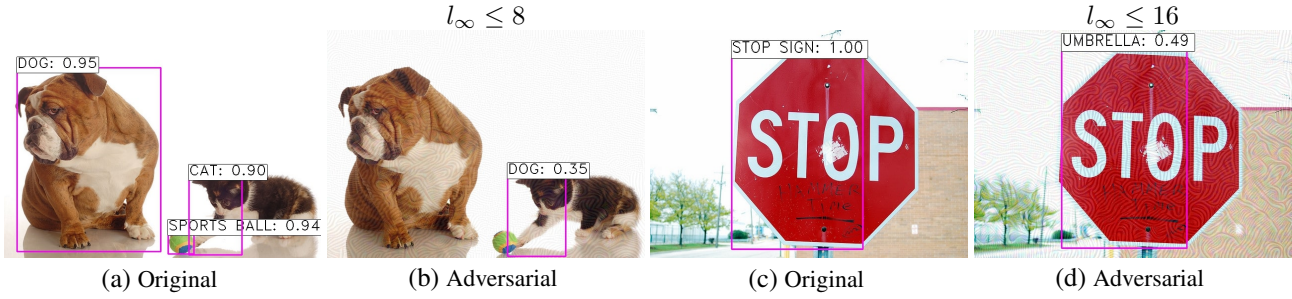 l∞ ≤ 8
l∞ ≤ 16
DOG: 0.95
CAT: 0.90
SPORTS BALL: 0.94
DOG: 0.35
STOP SIGN: 1.00
STOP
UMBRELLA: 0.49
STOP
(a) Original
(b) Adversarial
(c) Original
(d) Adversarial